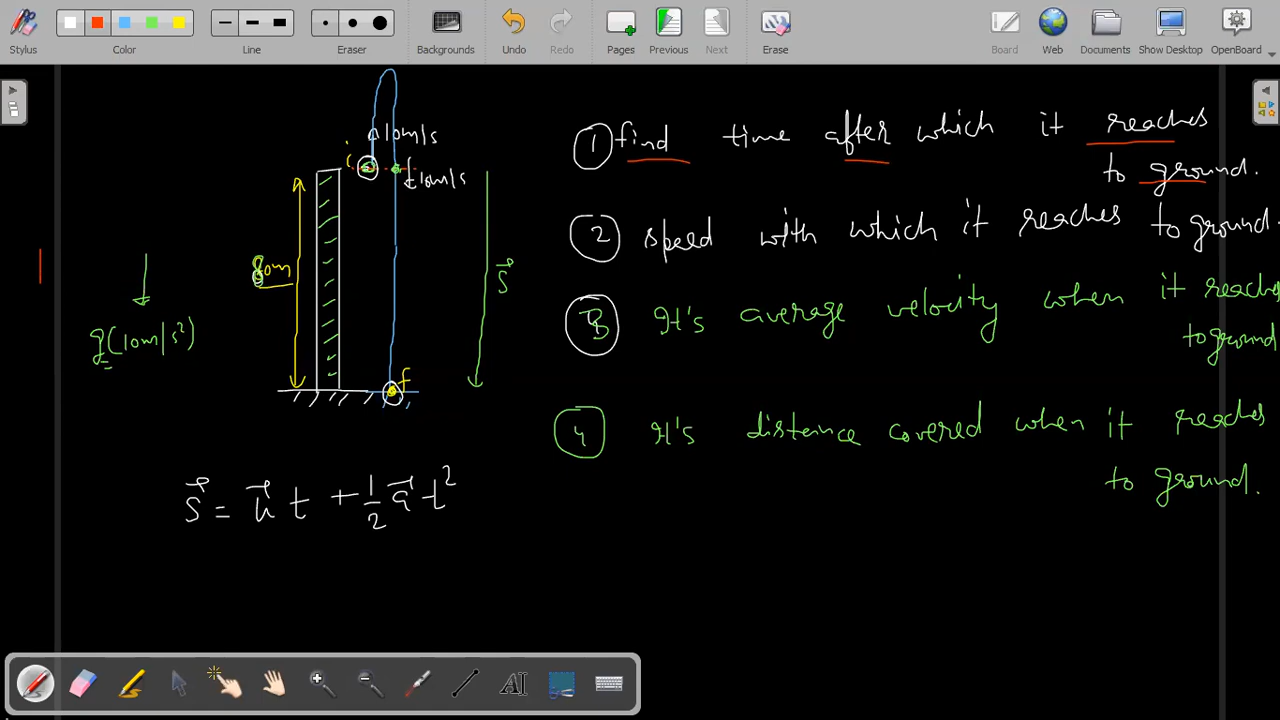 Stylus
Color
Line
Eraser
Backgrounds
Undo
Redo
Pages
Previous
Next
Erase
Board
Web
Documents
Show Desktop
OpenBoard
10m/s
i
10m/s
g(10m/s²)
S⃗
f
① find time after which it reaches
to ground.
② speed with which it reaches to ground
It's average velocity when it reache
to ground
④ It's distance covered when it reaches
to ground.
S⃗ = u⃗ t + 1/2 a⃗ t²